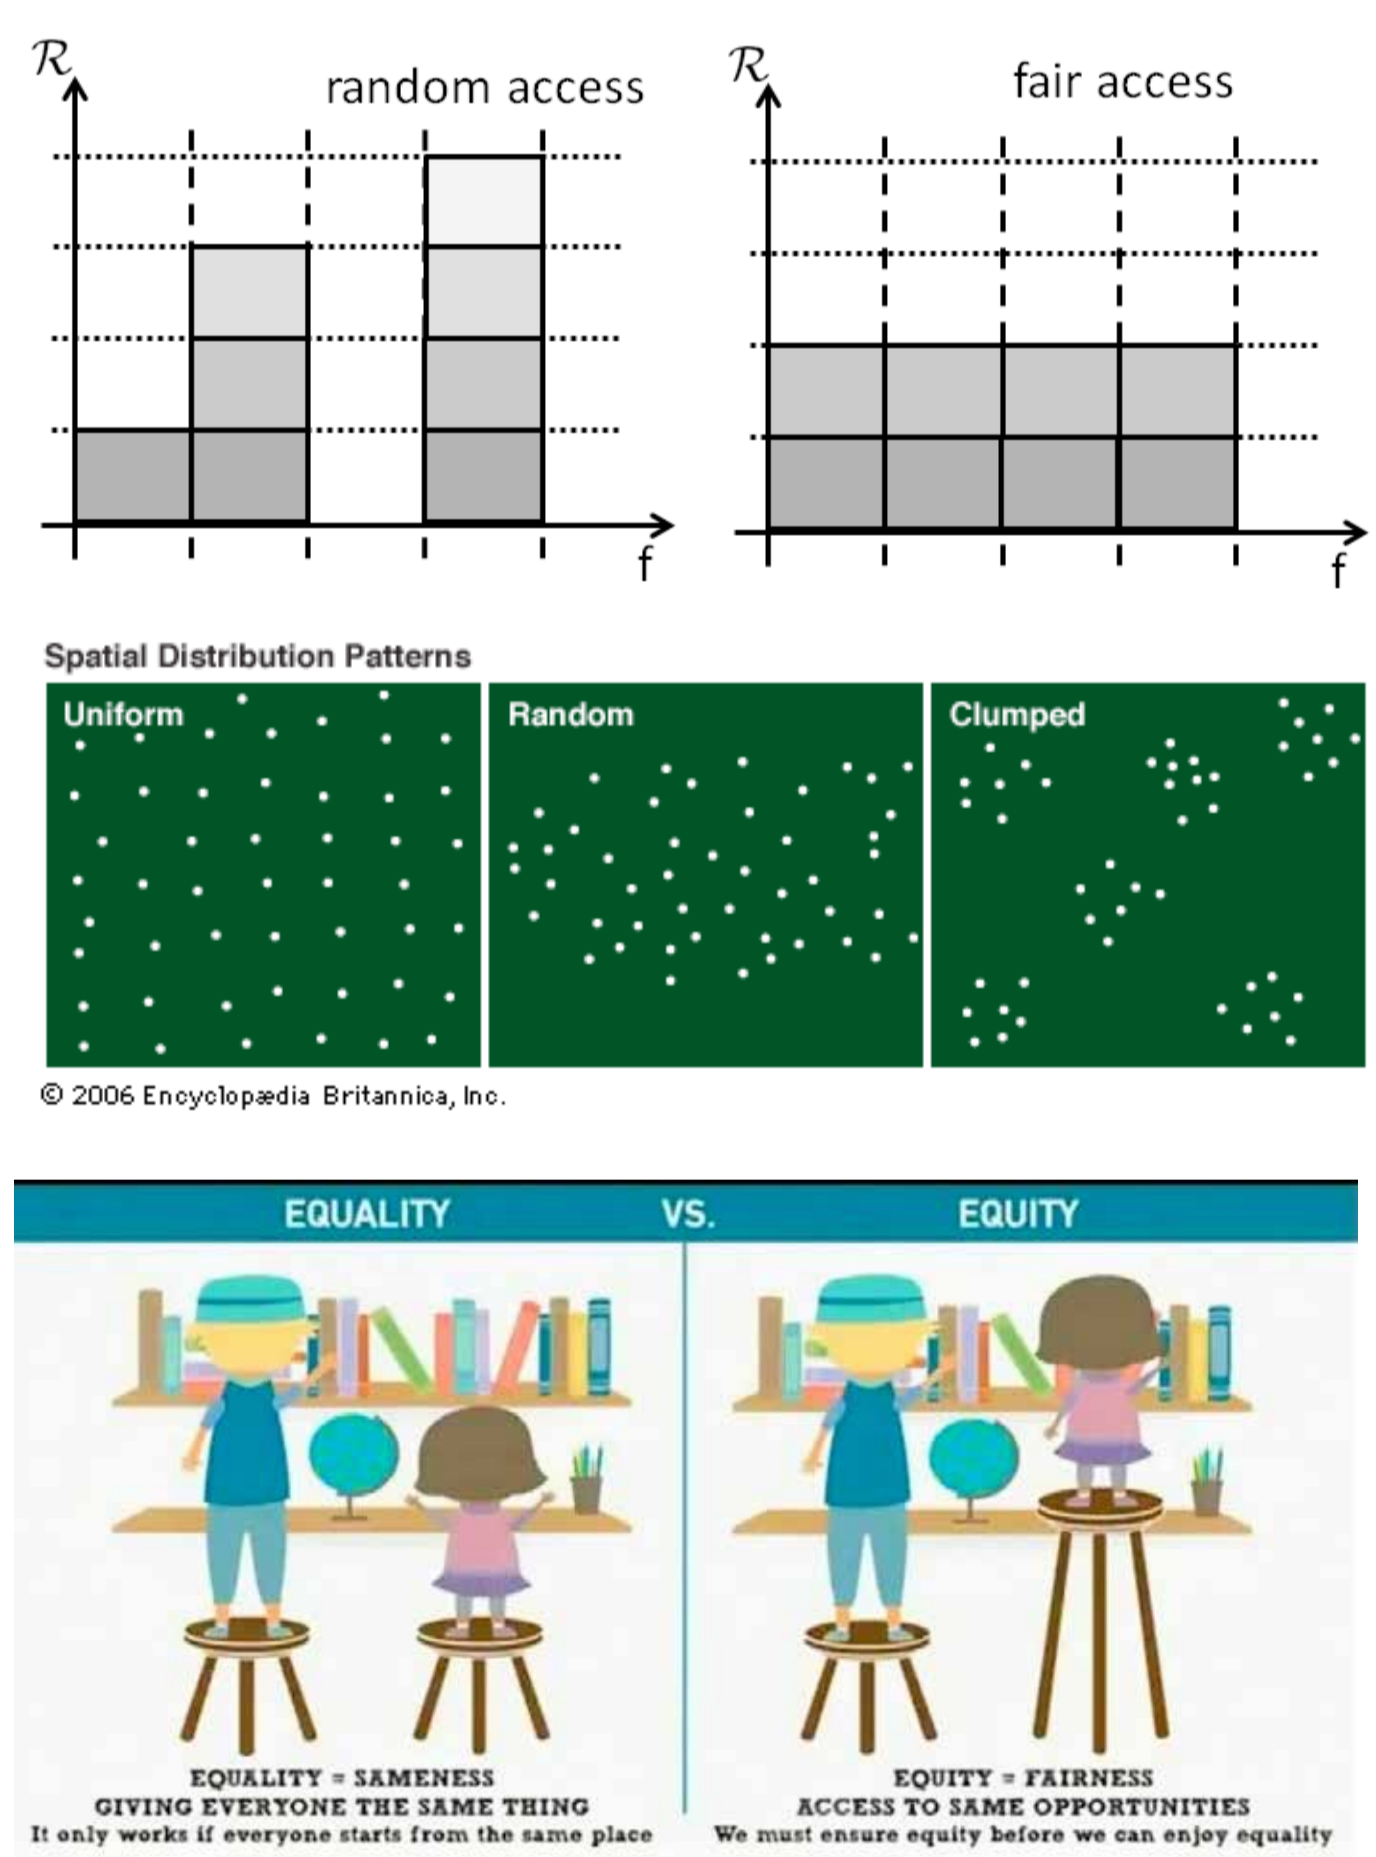 ℛ
random access
f
ℛ
fair access
f
Spatial Distribution Patterns
Uniform
Random
Clumped
© 2006 Encyclopædia Britannica, Inc.
EQUALITY VS. EQUITY
EQUALITY = SAMENESS
GIVING EVERYONE THE SAME THING
It only works if everyone starts from the same place
EQUITY = FAIRNESS
ACCESS TO SAME OPPORTUNITIES
We must ensure equity before we can enjoy equality